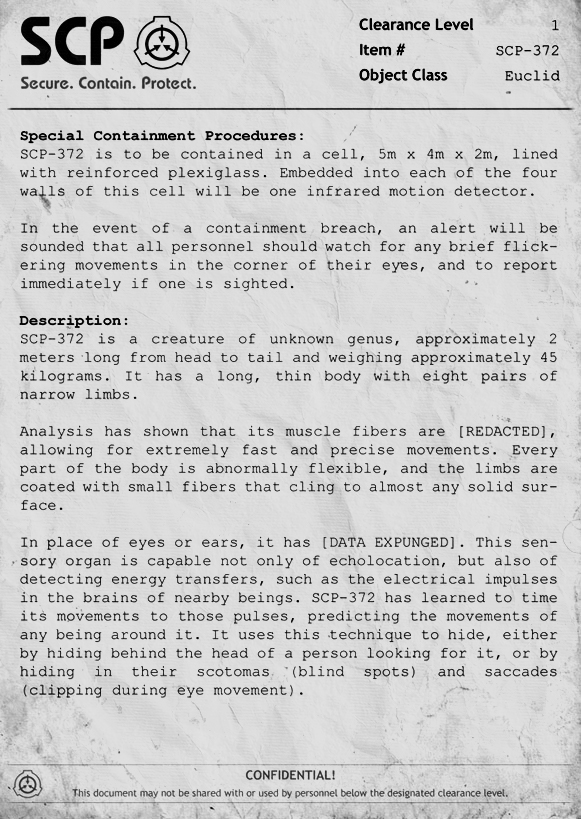 SCP
Secure. Contain. Protect.
Clearance Level 1
Item # SCP-372
Object Class Euclid
Special Containment Procedures:
SCP-372 is to be contained in a cell, 5m x 4m x 2m, lined
with reinforced plexiglass. Embedded into each of the four
walls of this cell will be one infrared motion detector.
In the event of a containment breach, an alert will be
sounded that all personnel should watch for any brief flick-
ering movements in the corner of their eyes, and to report
immediately if one is sighted.
Description:
SCP-372 is a creature of unknown genus, approximately 2
meters long from head to tail and weighing approximately 45
kilograms. It has a long, thin body with eight pairs of
narrow limbs.
Analysis has shown that its muscle fibers are [REDACTED],
allowing for extremely fast and precise movements. Every
part of the body is abnormally flexible, and the limbs are
coated with small fibers that cling to almost any solid sur-
face.
In place of eyes or ears, it has [DATA EXPUNGED]. This sen-
sory organ is capable not only of echolocation, but also of
detecting energy transfers, such as the electrical impulses
in the brains of nearby beings. SCP-372 has learned to time
its movements to those pulses, predicting the movements of
any being around it. It uses this technique to hide, either
by hiding behind the head of a person looking for it, or by
hiding in their scotomas (blind spots) and saccades
(clipping during eye movement).
CONFIDENTIAL!
This document may not be shared with or used by personnel below the designated clearance level.